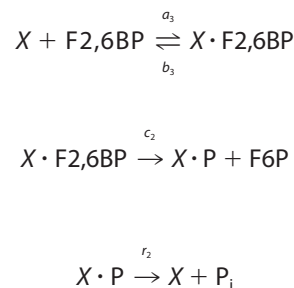 a₃
X + F2,6BP ⇌ X · F2,6BP
b₃
c₂
X · F2,6BP → X · P + F6P
r₂
X · P → X + Pᵢ